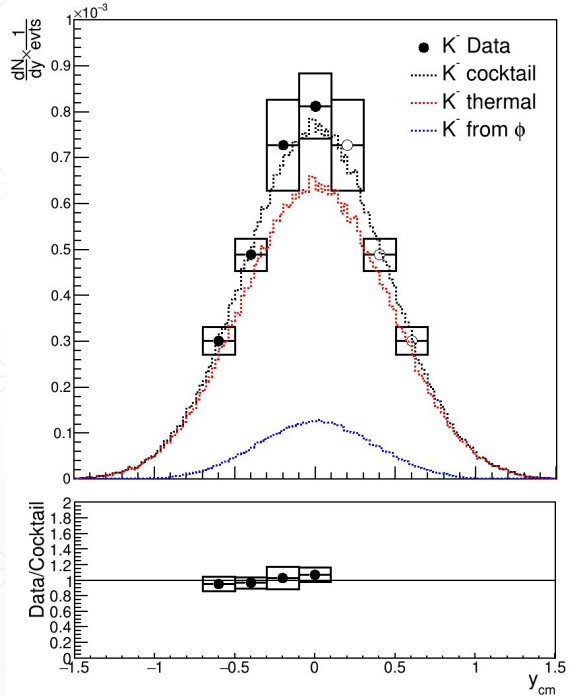 ×10⁻³
dN/dy × 1/evts
1
0.9
0.8
0.7
0.6
0.5
0.4
0.3
0.2
0.1
0
K⁻ Data
K⁻ cocktail
K⁻ thermal
K⁻ from ϕ
Data/Cocktail
2
1.8
1.6
1.4
1.2
1
0.8
0.6
0.4
0.2
0
−1.5 −1 −0.5 0 0.5 1 1.5
y_cm